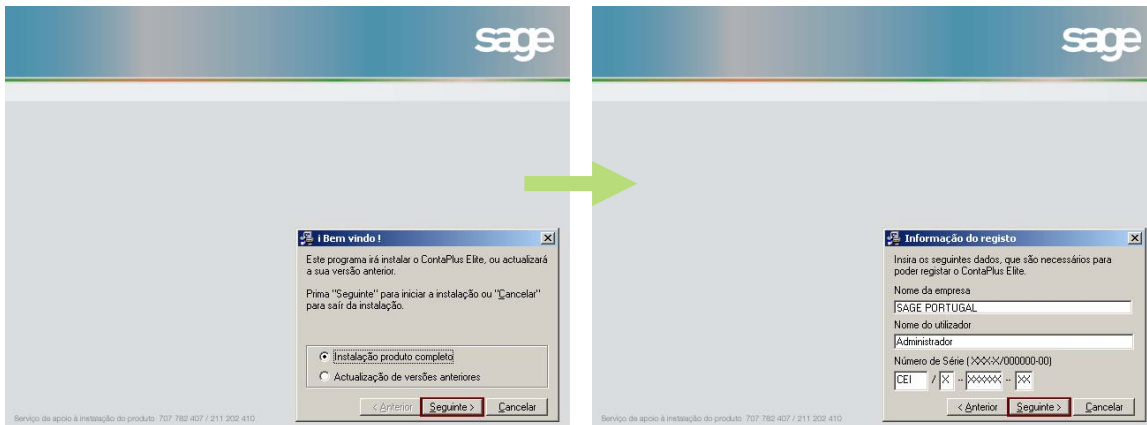 sage
¡ Bem vindo !
Este programa irá instalar o ContaPlus Elite, ou actualizará
a sua versão anterior.
Prima "Seguinte" para iniciar a instalação ou "Cancelar"
para saír da instalação.
Instalação produto completo
Actualização de versões anteriores
< Anterior
Seguinte >
Cancelar
Serviço de apoio à instalação do produto 707 782 407 / 211 202 410
sage
Informação do registo
Insira os seguintes dados, que são necessários para
poder registar o ContaPlus Elite.
Nome da empresa
SAGE PORTUGAL
Nome do utilizador
Administrador
Número de Série ( XXX-X/000000-00)
CEI / X -- XXXXXX -- XX
< Anterior
Seguinte >
Cancelar
Serviço de apoio à instalação do produto 707 782 407 / 211 202 410